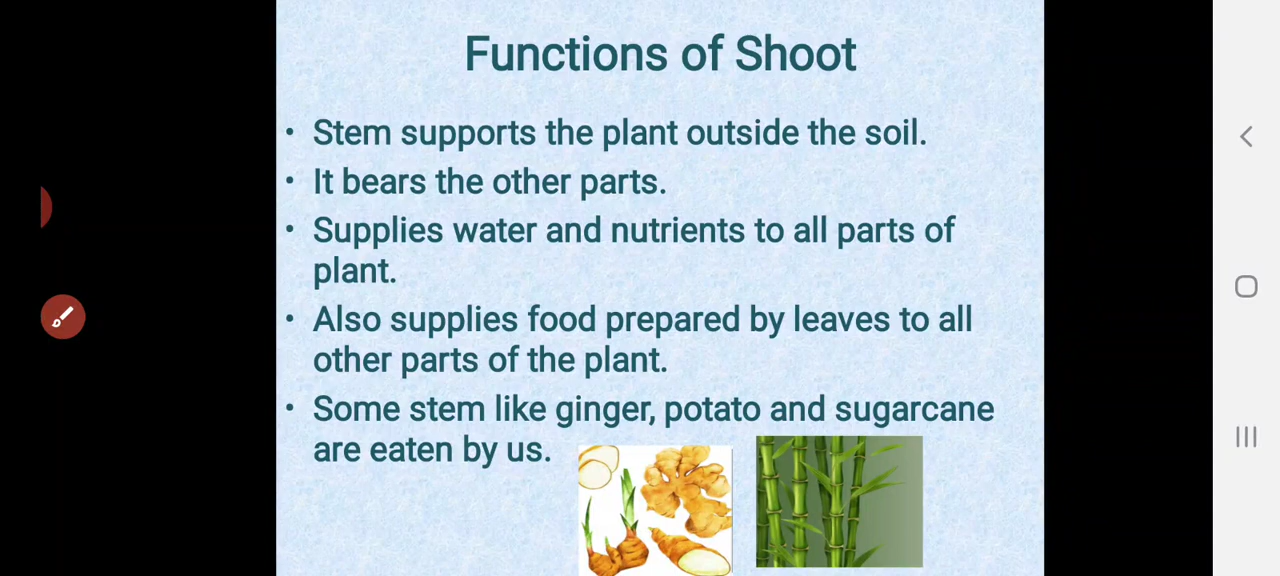 Functions of Shoot
• Stem supports the plant outside the soil.
• It bears the other parts.
• Supplies water and nutrients to all parts of
plant.
• Also supplies food prepared by leaves to all
other parts of the plant.
• Some stem like ginger, potato and sugarcane
are eaten by us.